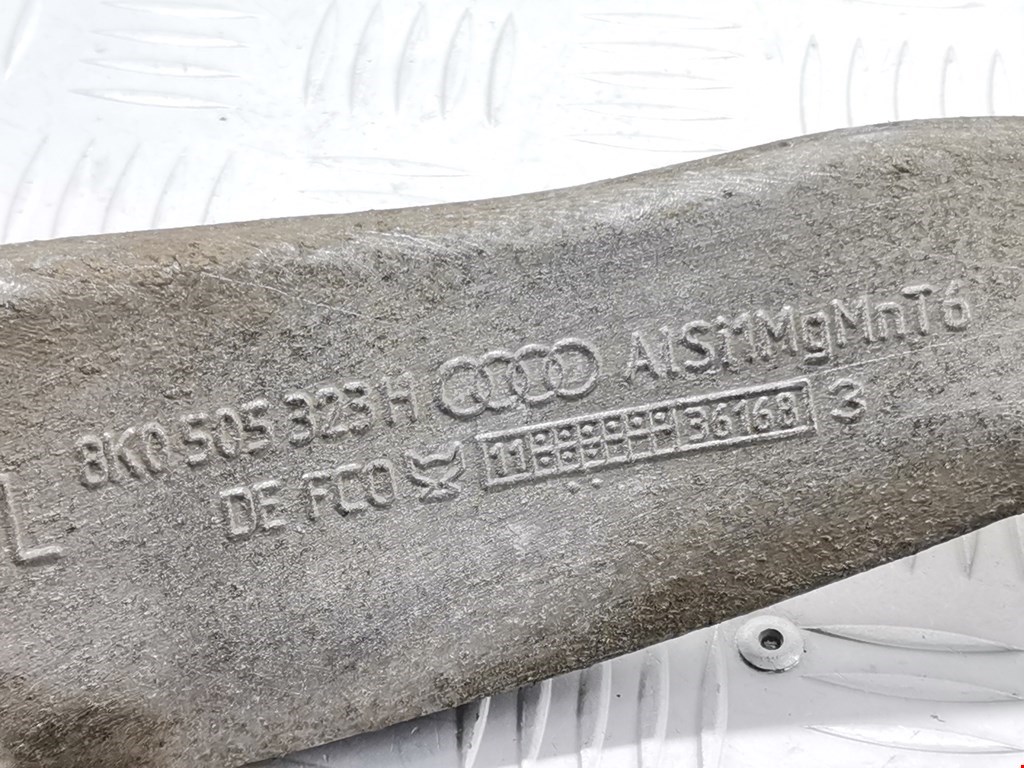 8K0 505 323 H AlSi1MgMnT6
DE FCO 11 36168 3
L